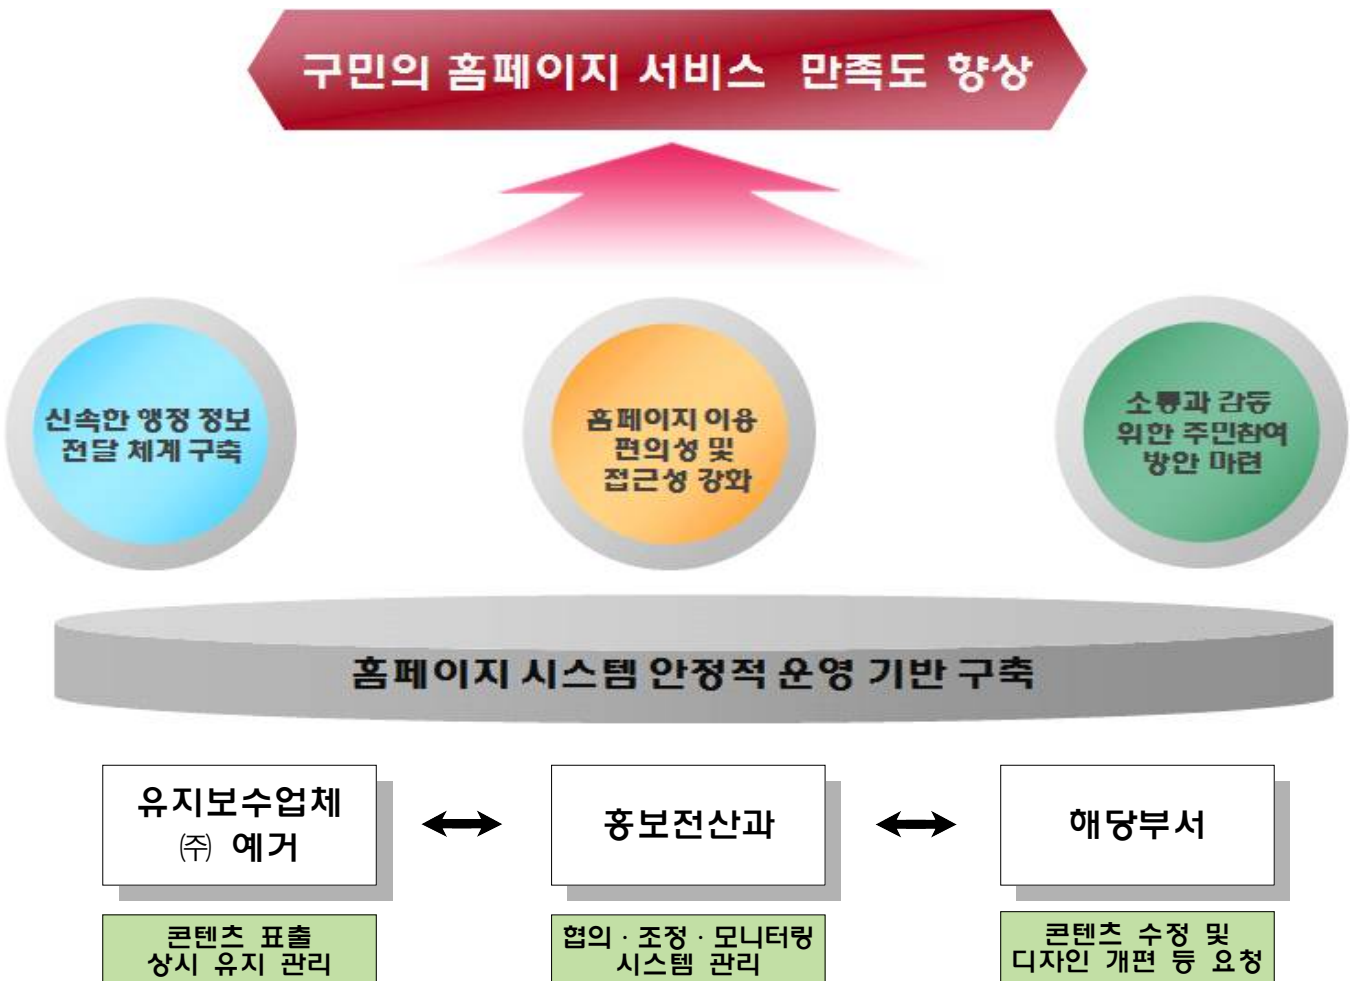 구민의 홈페이지 서비스 만족도 향상
신속한 행정 정보
전달 체계 구축
홈페이지 이용
편의성 및
접근성 강화
소통과 감동
위한 주민참여
방안 마련
홈페이지 시스템 안정적 운영 기반 구축
유지보수업체
㈜ 예거
홍보전산과
해당부서
콘텐츠 표출
상시 유지 관리
협의·조정·모니터링
시스템 관리
콘텐츠 수정 및
디자인 개편 등 요청